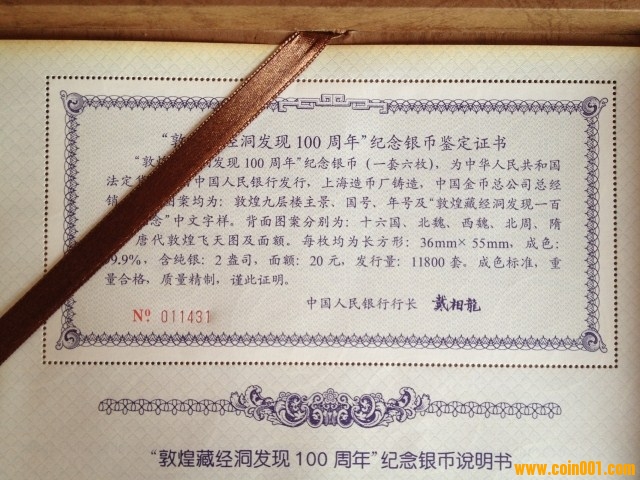 “敦 经洞发现 100 周年”纪念银币鉴定证书
“敦煌 洞发现 100 周年”纪念银币（一套六枚），为中华人民共和国
法定货 中国人民银行发行，上海造币厂铸造，中国金币总公司总经
销 图案均为：敦煌九层楼主景、国号、年号及“敦煌藏经洞发现一百
念”中文字样。背面图案分别为：十六国、北魏、西魏、北周、隋
唐代敦煌飞天图及面额。每枚均为长方形：36mm×55mm，成色：
9.9%，含纯银：2 盎司，面额：20元，发行量：11800 套。成色标准，重
量合格，质量精制，谨此证明。
中国人民银行行长 戴相龍
№ 011431
“敦煌藏经洞发现 100 周年”纪念银币说明书
www.coin001.com